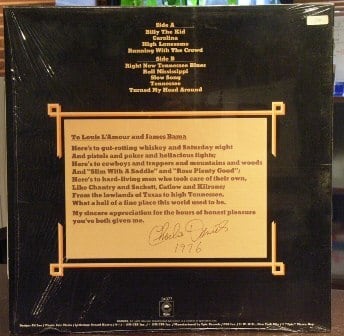 Side A
Billy The Kid
Carolina
High Lonesome
Running With The Crowd
Side B
Right Now Tennessee Blues
Roll Mississippi
Slow Song
Tennessee
Turned My Head Around
To Louis L'Amour and James Bama
Here's to gut-rotting whiskey and Saturday night
And pistols and poker and hellacious fights;
Here's to cowboys and trappers and mountains and woods
And "Slim With A Saddle" and "Rose Plenty Good";
Here's to hard-living men who took care of their own,
Like Chantry and Sackett, Catlow and Kilrone;
From the lowlands of Texas to high Tennessee,
What a hell of a fine place this world used to be.
My sincere appreciation for the hours of honest pleasure
you've both given me.
Charlie Daniels
1976